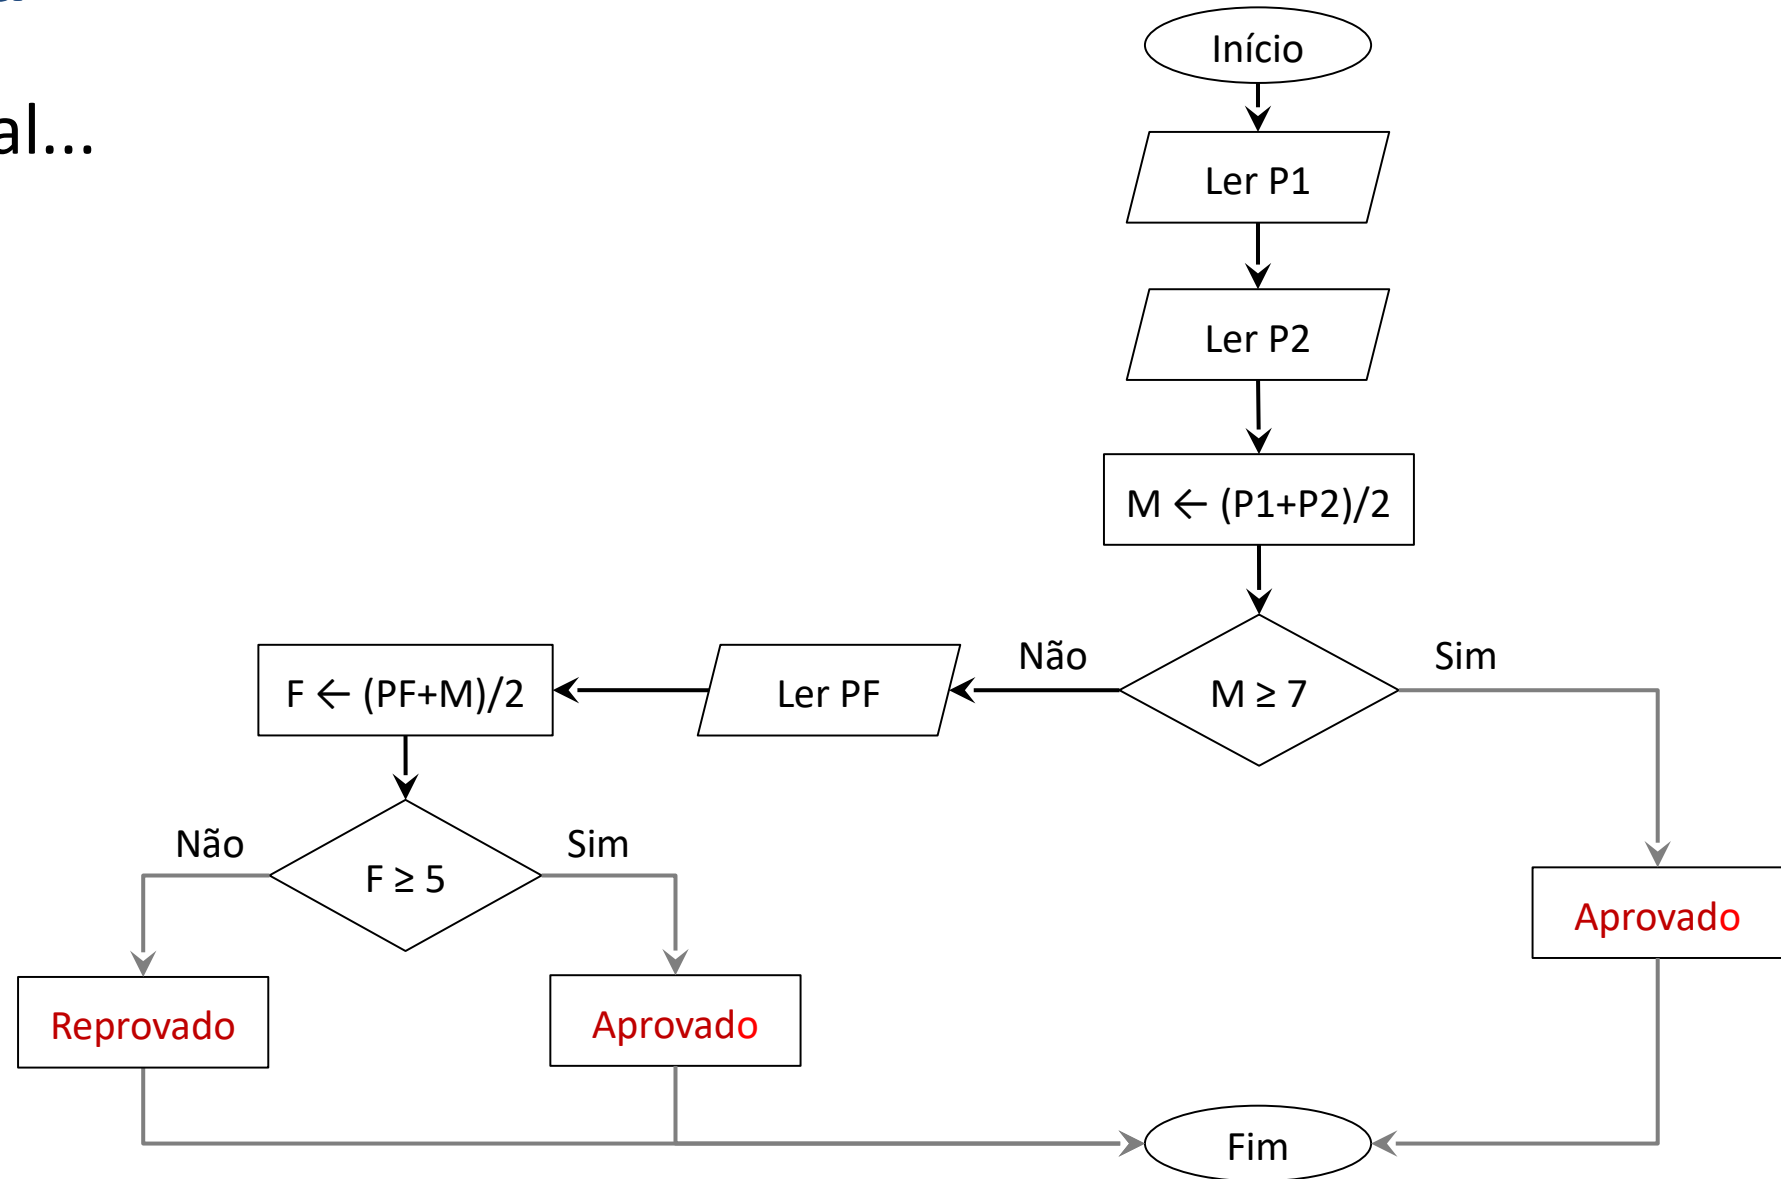 al...
Início
Ler P1
Ler P2
M ← (P1+P2)/2
M ≥ 7
Não
Sim
Ler PF
F ← (PF+M)/2
F ≥ 5
Não
Sim
Reprovado
Aprovado
Aprovado
Fim